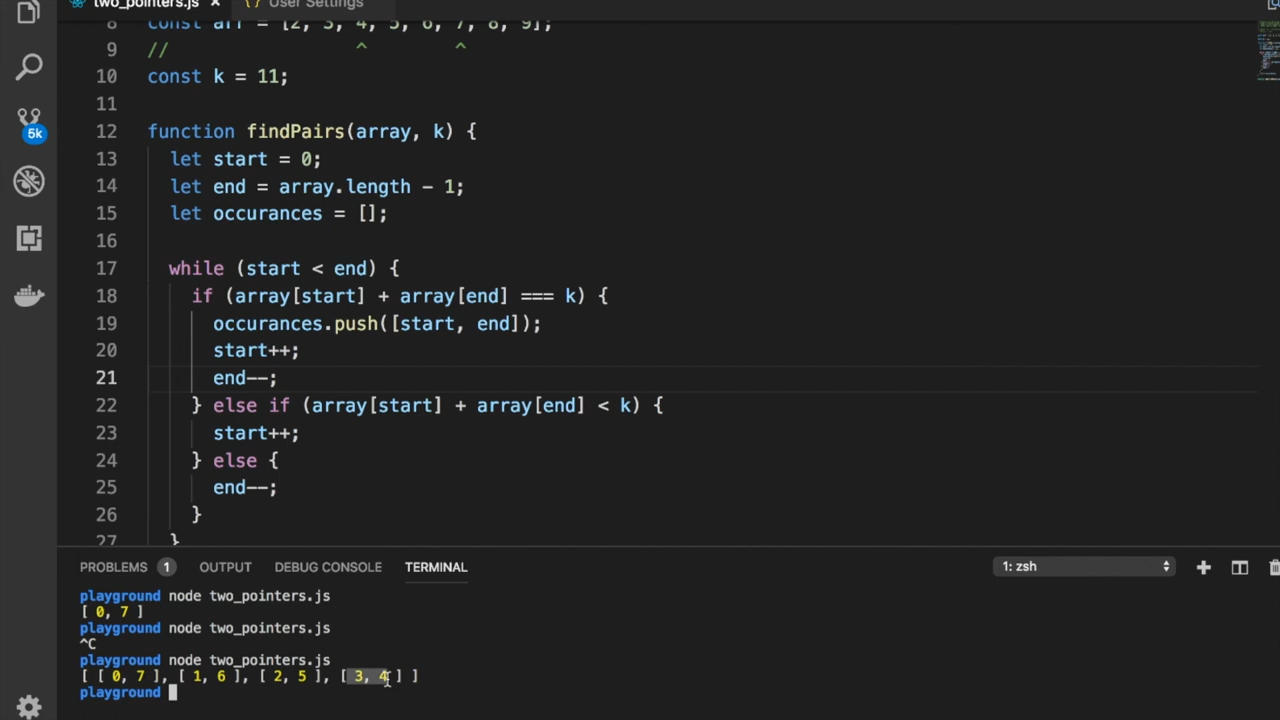 two_pointers.js × {} User Settings
8 const arr = [2, 3, 4, 5, 6, 7, 8, 9];
9 // ^ ^
10 const k = 11;
11
12 function findPairs(array, k) {
13 let start = 0;
14 let end = array.length - 1;
15 let occurances = [];
16
17 while (start < end) {
18 if (array[start] + array[end] === k) {
19 occurances.push([start, end]);
20 start++;
21 end--;
22 } else if (array[start] + array[end] < k) {
23 start++;
24 } else {
25 end--;
26 }
27 }
5k
PROBLEMS 1 OUTPUT DEBUG CONSOLE TERMINAL 1: zsh
playground node two_pointers.js
[ 0, 7 ]
playground node two_pointers.js
^C
playground node two_pointers.js
[ [ 0, 7 ], [ 1, 6 ], [ 2, 5 ], [ 3, 4 ] ]
playground